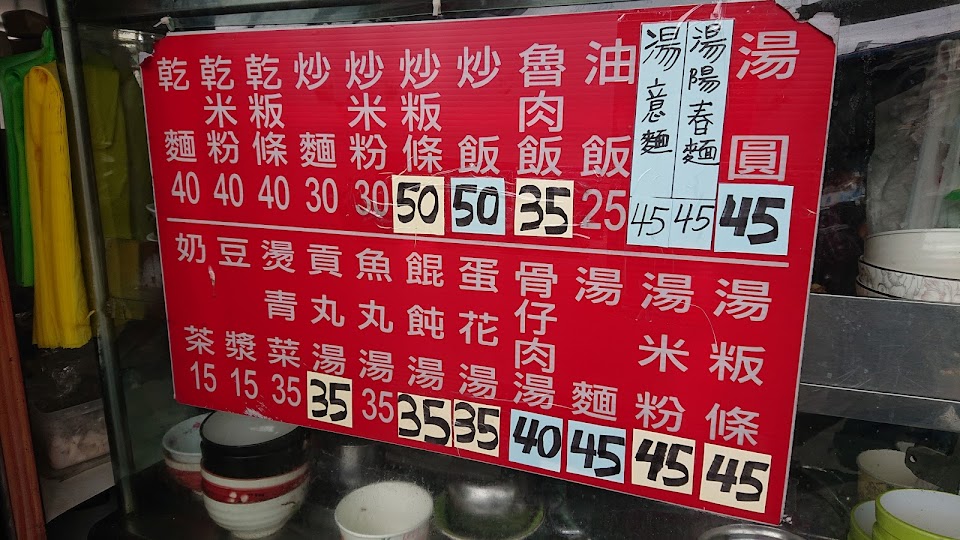 湯圓 45
湯陽春麵 45
湯意麵 45
油飯 25
魯肉飯 35
炒飯 50
炒粄條 50
炒米粉 30
炒麵 30
乾粄條 40
乾米粉 40
乾麵 40
湯粄條 45
湯米粉 45
湯麵 45
骨仔肉湯 40
蛋花湯 35
餛飩湯 35
魚丸湯 35
貢丸湯 35
燙青菜 35
豆漿 15
奶茶 15